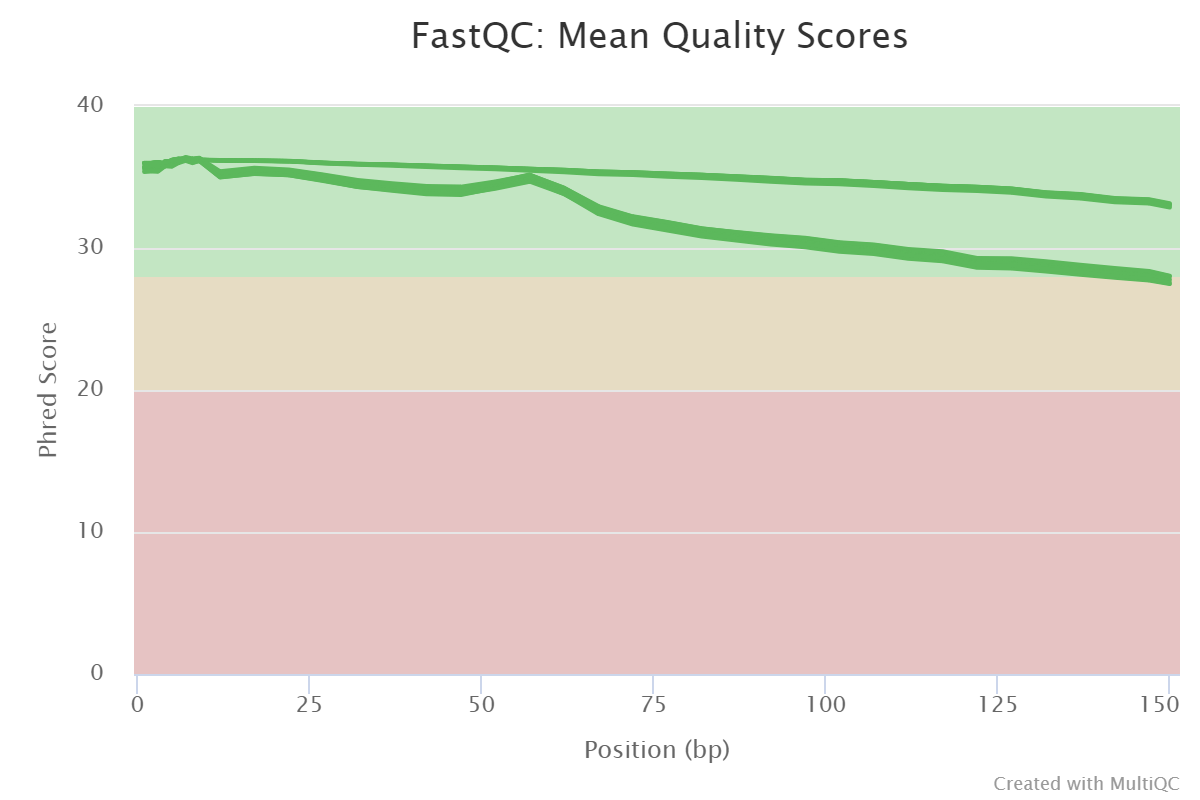 FastQC: Mean Quality Scores
40
30
20
10
0
Phred Score
0 25 50 75 100 125 150
Position (bp)
Created with MultiQC